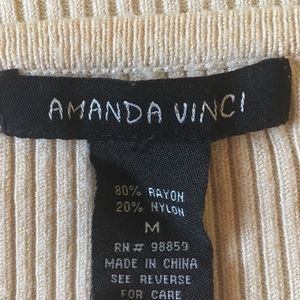 AMANDA VINCI
80% RAYON
20% NYLON
M
RN# 98859
MADE IN CHINA
SEE REVERSE
FOR CARE